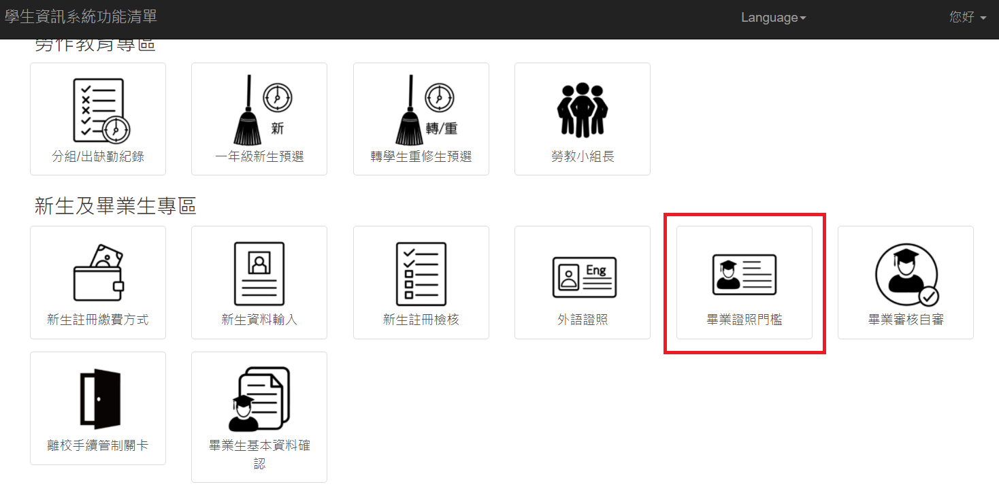 學生資訊系統功能清單
Language
您好
勞作教育專區
分組/出缺勤紀錄
新
一年級新生預選
轉/重
轉學生重修生預選
勞教小組長
新生及畢業生專區
新生註冊繳費方式
新生資料輸入
新生註冊檢核
Eng
外語證照
畢業證照門檻
畢業審核自審
離校手續管制關卡
畢業生基本資料確
認